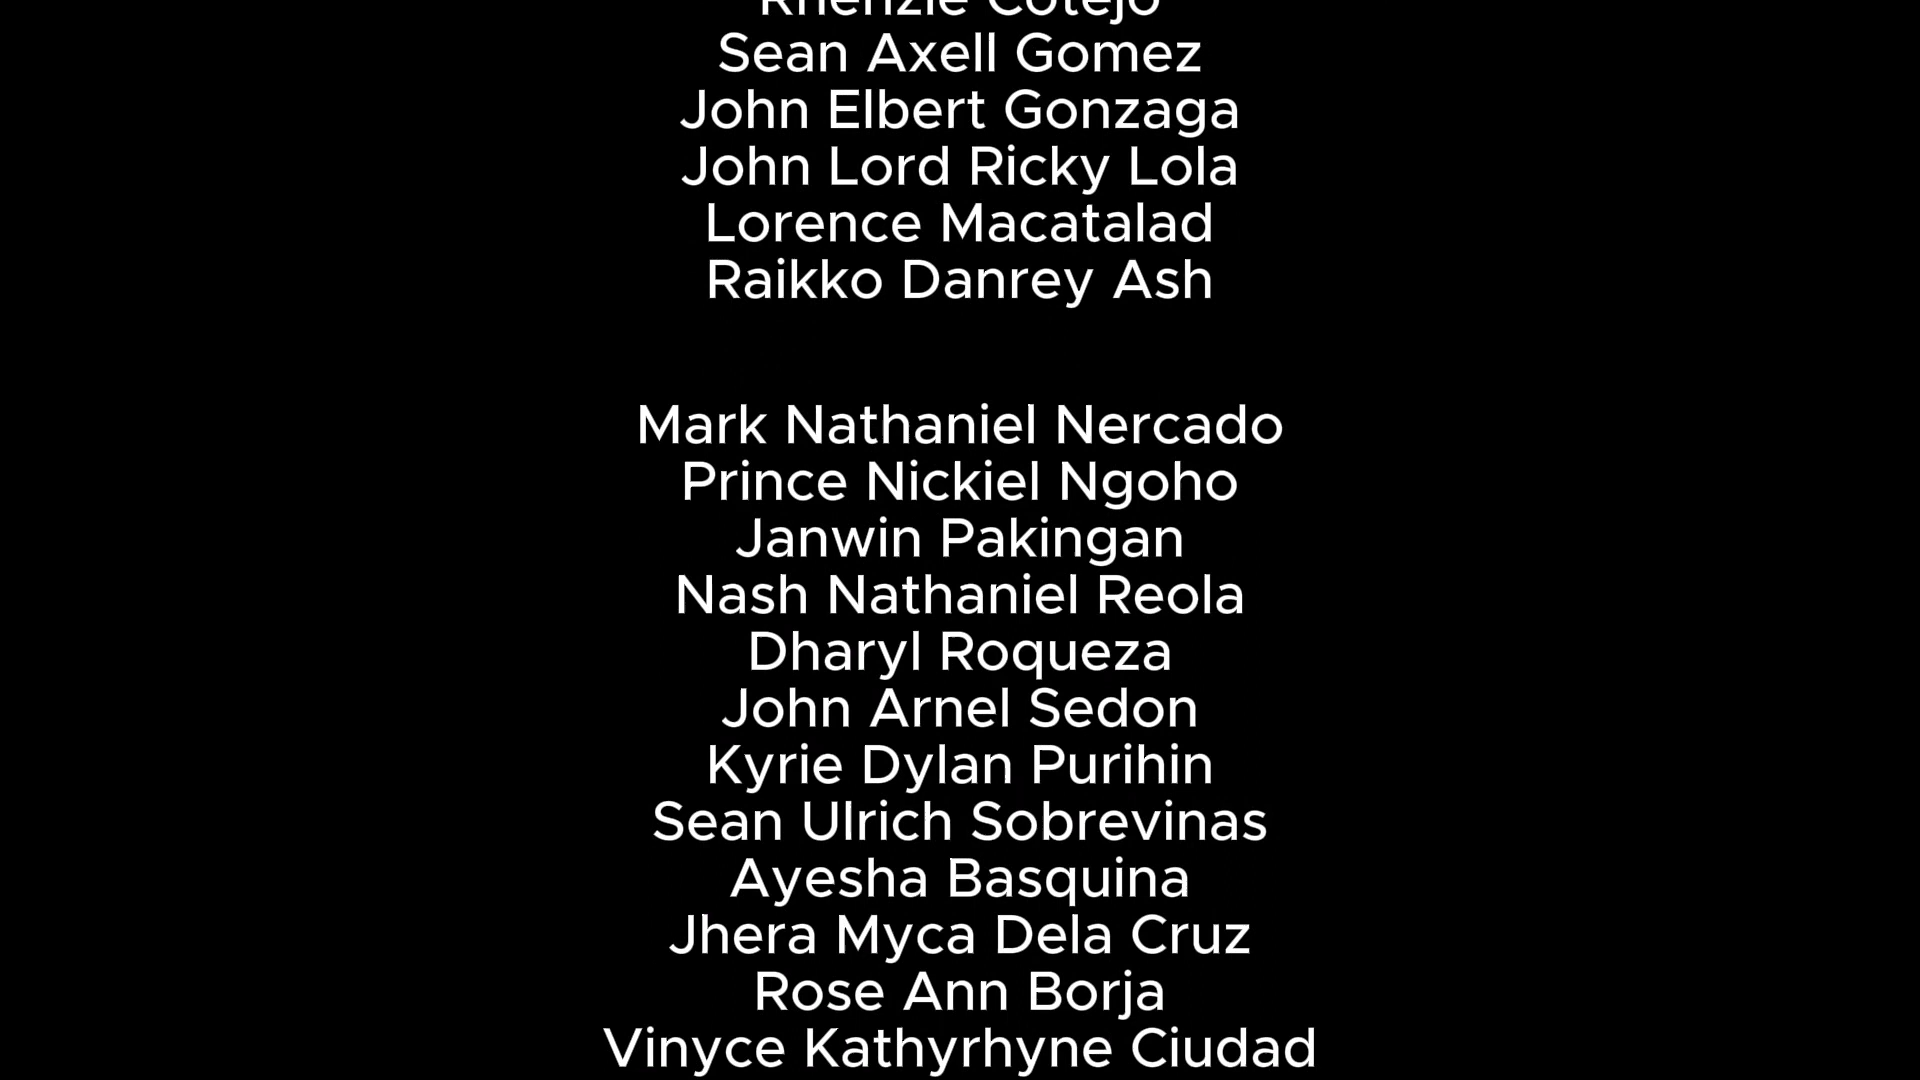 Rhenzie Cotejo
Sean Axell Gomez
John Elbert Gonzaga
John Lord Ricky Lola
Lorence Macatalad
Raikko Danrey Ash
Mark Nathaniel Nercado
Prince Nickiel Ngoho
Janwin Pakingan
Nash Nathaniel Reola
Dharyl Roqueza
John Arnel Sedon
Kyrie Dylan Purihin
Sean Ulrich Sobrevinas
Ayesha Basquina
Jhera Myca Dela Cruz
Rose Ann Borja
Vinyce Kathyrhyne Ciudad